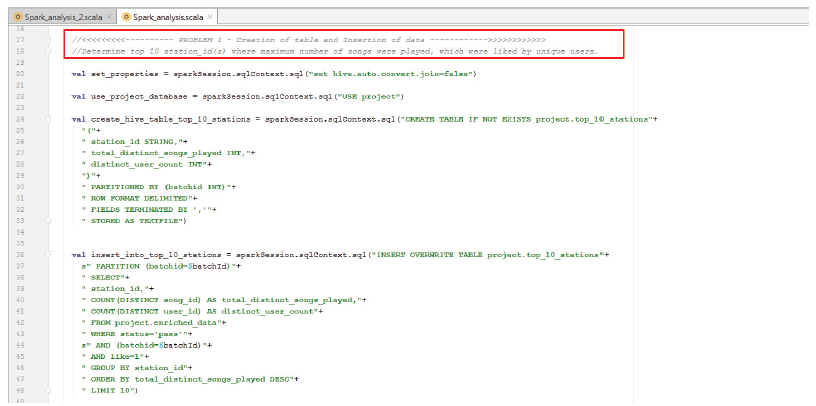 Spark_analysis_2.scala × Spark_analysis.scala ×
16
17 //<<<<<<<<<<----------- PROBLEM 1 - Creation of table and Insertion of data ------------->>>>>>>>>>>>
18 //Determine top 10 station_id(s) where maximum number of songs were played, which were liked by unique users.
19
20 val set_properties = sparkSession.sqlContext.sql("set hive.auto.convert.join=false")
21
22 val use_project_database = sparkSession.sqlContext.sql("USE project")
23
24 val create_hive_table_top_10_stations = sparkSession.sqlContext.sql("CREATE TABLE IF NOT EXISTS project.top_10_stations"+
25 "("+
26 " station_id STRING,"+
27 " total_distinct_songs_played INT,"+
28 " distinct_user_count INT"+
29 ")"+
30 " PARTITIONED BY (batchid INT)"+
31 " ROW FORMAT DELIMITED"+
32 " FIELDS TERMINATED BY ','"+
33 " STORED AS TEXTFILE")
34
35
36 val insert_into_top_10_stations = sparkSession.sqlContext.sql("INSERT OVERWRITE TABLE project.top_10_stations"+
37 s" PARTITION (batchid=$batchId)"+
38 " SELECT"+
39 " station_id,"+
40 " COUNT(DISTINCT song_id) AS total_distinct_songs_played,"+
41 " COUNT(DISTINCT user_id) AS distinct_user_count"+
42 " FROM project.enriched_data"+
43 " WHERE status='pass'"+
44 s" AND (batchid=$batchId)"+
45 " AND like=1"+
46 " GROUP BY station_id"+
47 " ORDER BY total_distinct_songs_played DESC"+
48 " LIMIT 10")
49